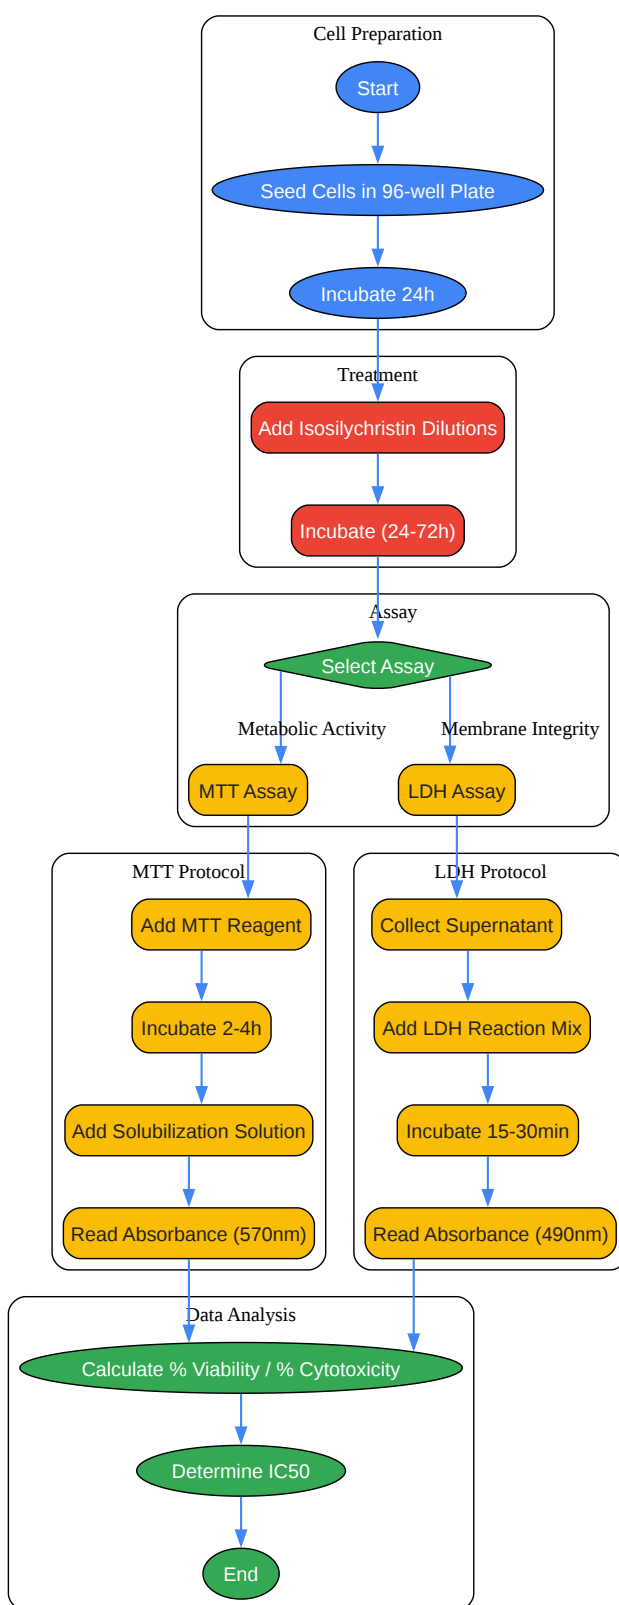 Cell Preparation
Start
Seed Cells in 96-well Plate
Incubate 24h
Treatment
Add Isosilychristin Dilutions
Incubate (24-72h)
Assay
Select Assay
Metabolic Activity
Membrane Integrity
MTT Assay
LDH Assay
MTT Protocol
Add MTT Reagent
Incubate 2-4h
Add Solubilization Solution
Read Absorbance (570nm)
LDH Protocol
Collect Supernatant
Add LDH Reaction Mix
Incubate 15-30min
Read Absorbance (490nm)
Data Analysis
Calculate % Viability / % Cytotoxicity
Determine IC50
End